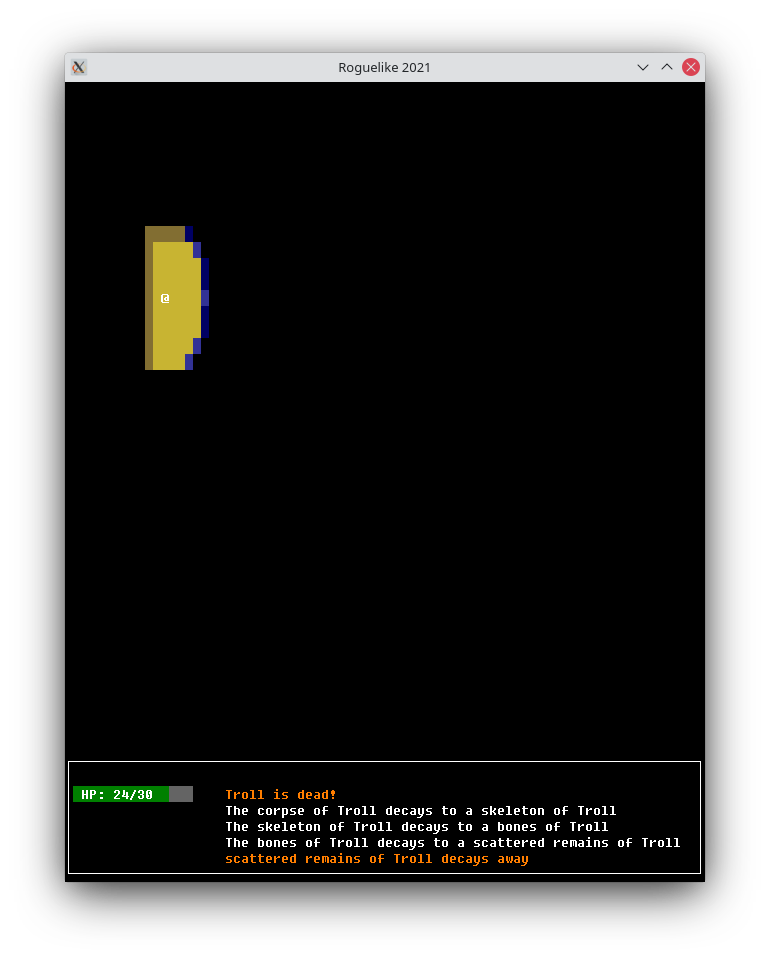 Roguelike 2021
@
HP: 24/30
Troll is dead!
The corpse of Troll decays to a skeleton of Troll
The skeleton of Troll decays to a bones of Troll
The bones of Troll decays to a scattered remains of Troll
scattered remains of Troll decays away